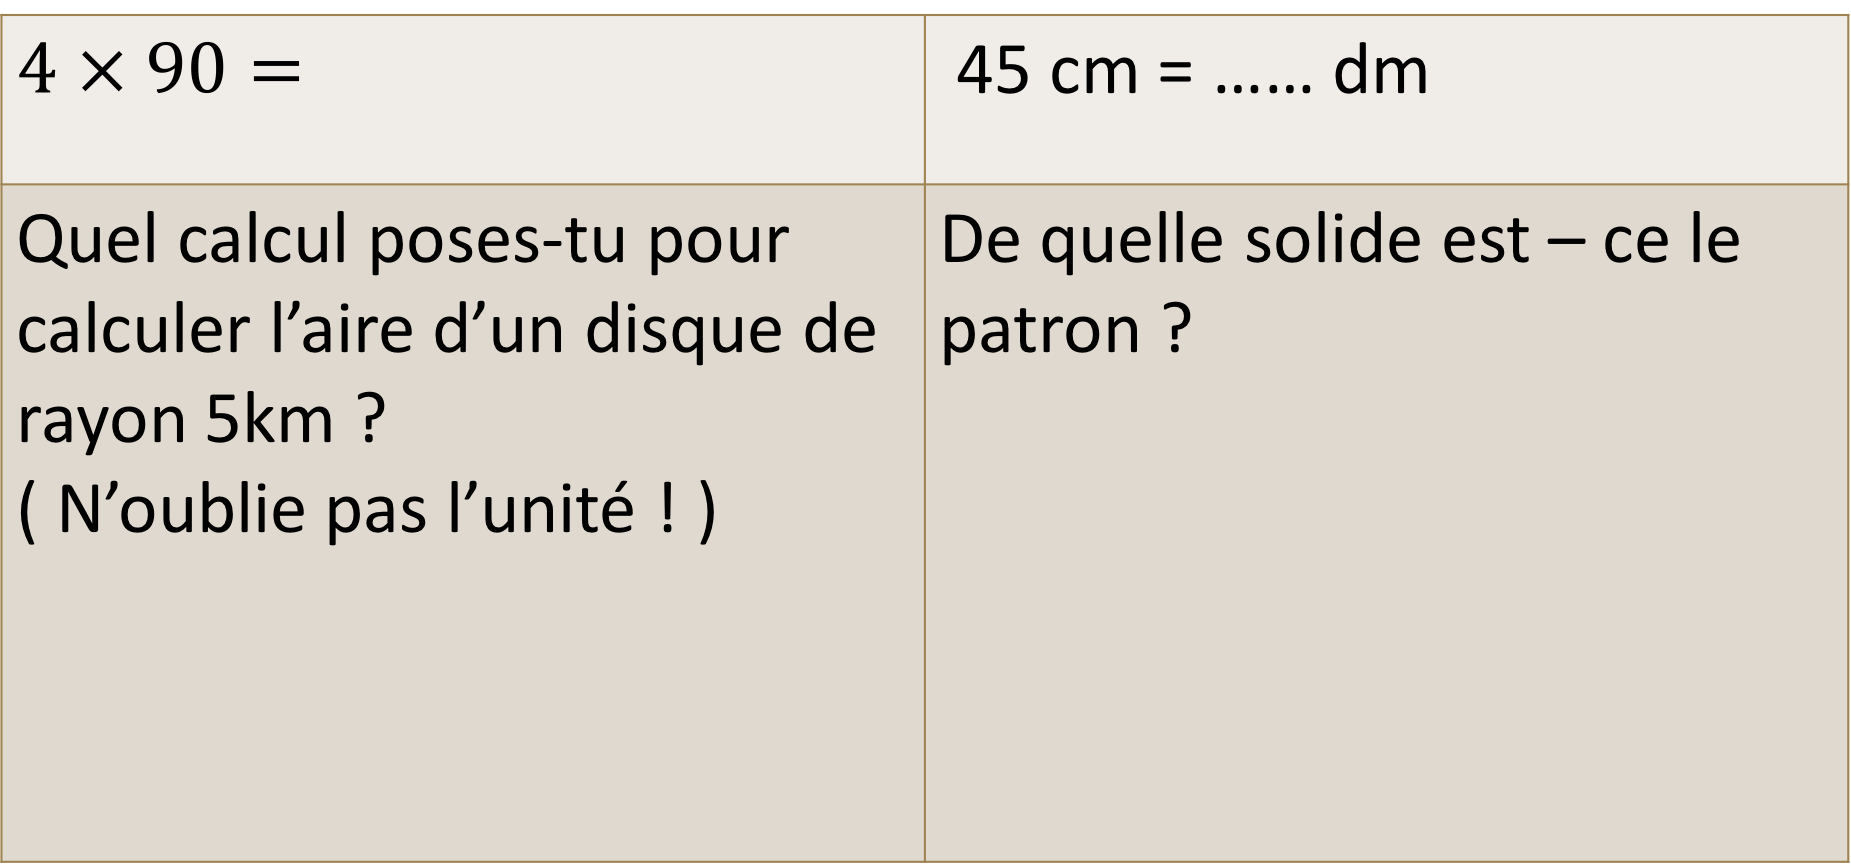 4 × 90 =
45 cm = …… dm
Quel calcul poses-tu pour
calculer l’aire d’un disque de
rayon 5km ?
( N’oublie pas l’unité ! )
De quelle solide est – ce le
patron ?